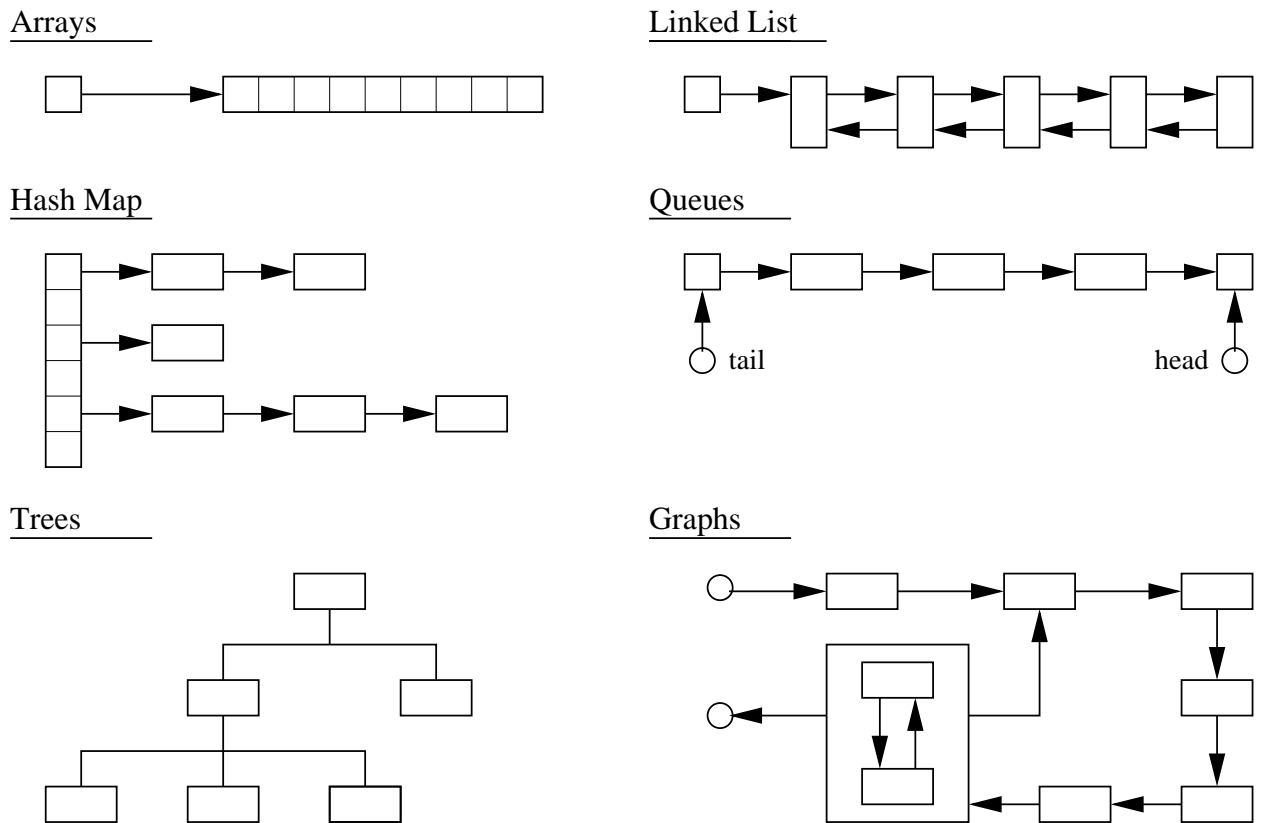 Arrays
Linked List
Hash Map
Queues
tail
head
Trees
Graphs